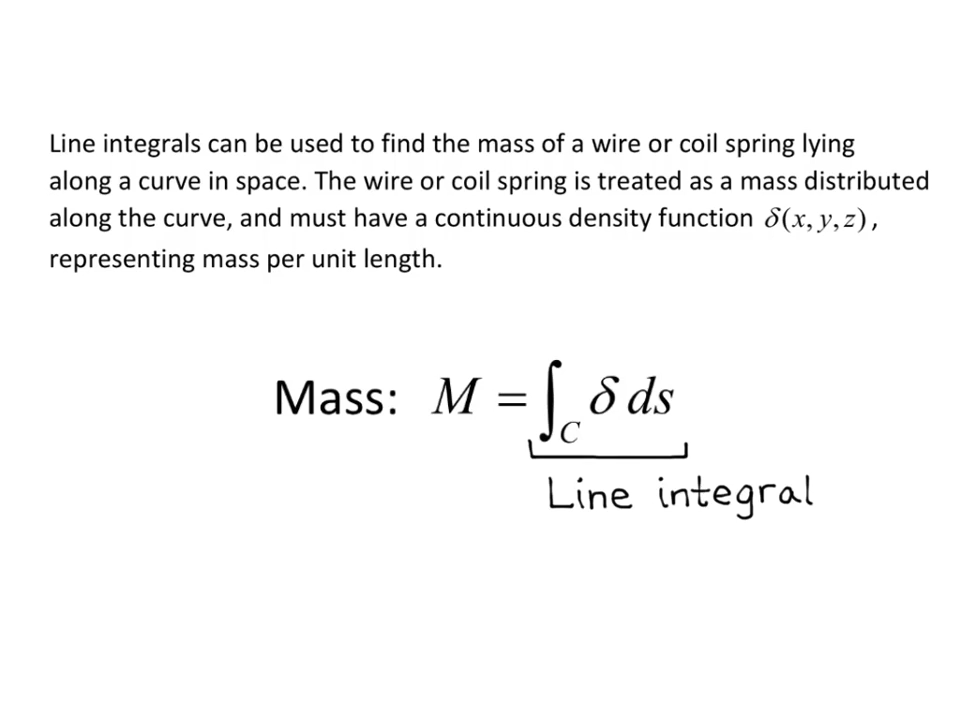 Line integrals can be used to find the mass of a wire or coil spring lying
along a curve in space. The wire or coil spring is treated as a mass distributed
along the curve, and must have a continuous density function δ(x, y, z),
representing mass per unit length.
Mass: M = ∫_C δ ds
Line integral